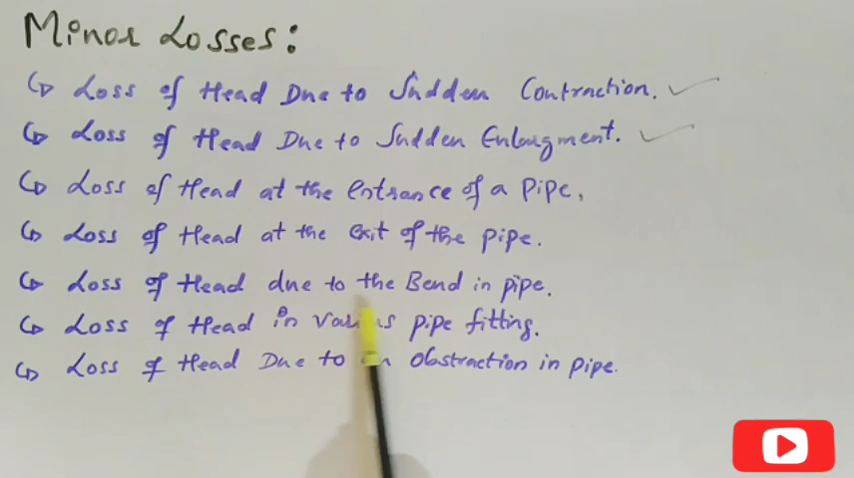 Minor Losses:
Loss of Head Due to Sudden Contraction.
Loss of Head Due to Sudden Enlargment.
Loss of Head at the entrance of a pipe,
Loss of Head at the exit of the pipe.
Loss of Head due to the Bend in pipe.
Loss of Head in pipe fitting.
Loss of Head Due to obstraction in pipe.